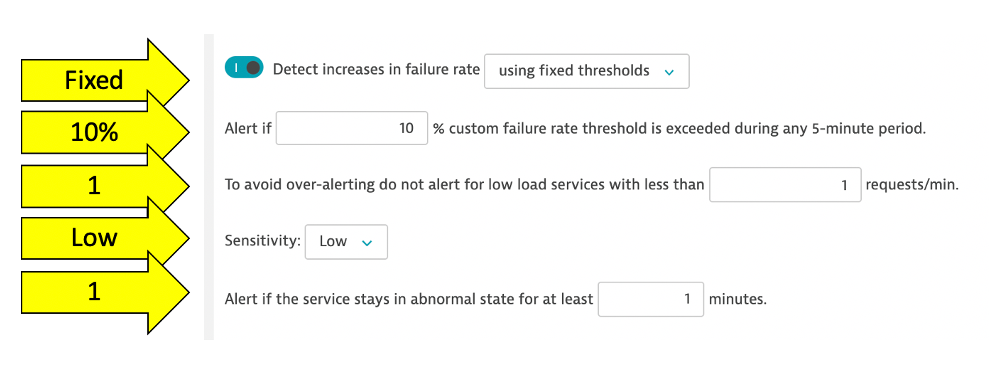 Fixed
Detect increases in failure rate using fixed thresholds
10%
Alert if 10 % custom failure rate threshold is exceeded during any 5-minute period.
1
To avoid over-alerting do not alert for low load services with less than 1 requests/min.
Low
Sensitivity: Low
1
Alert if the service stays in abnormal state for at least 1 minutes.